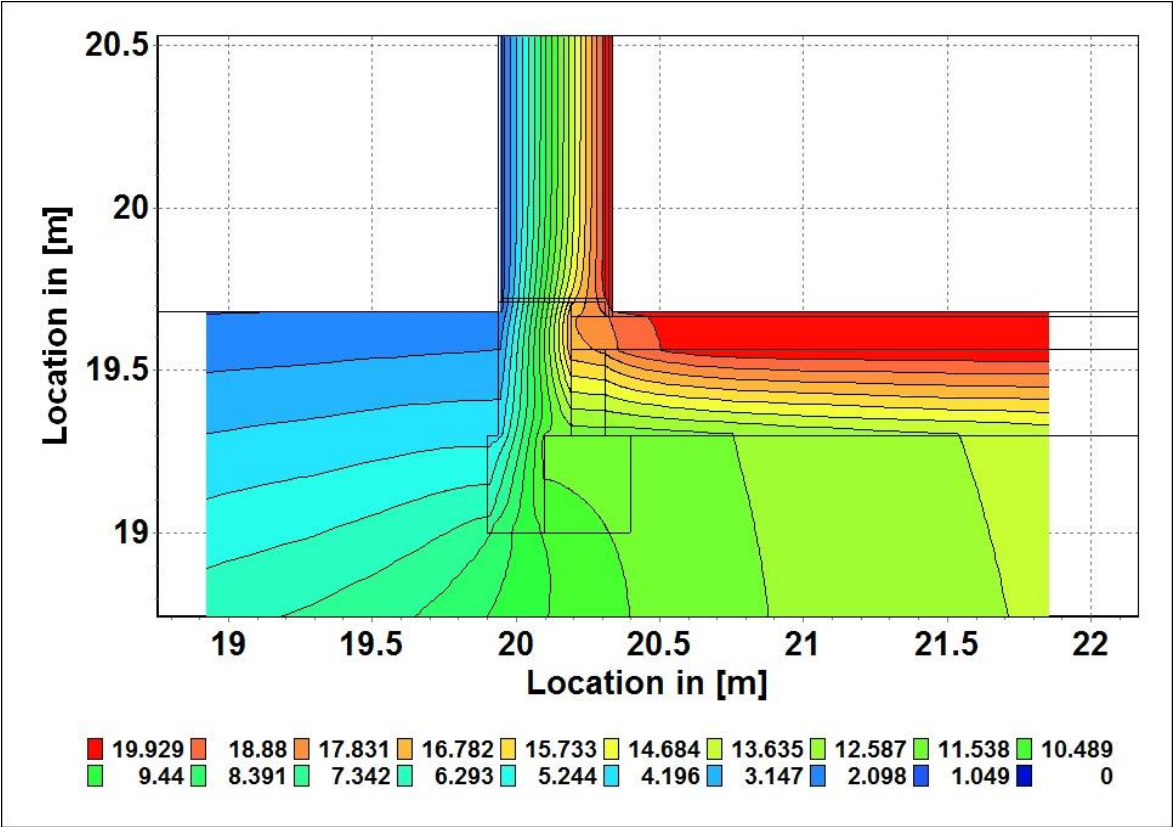 20.5
20
19.5
19
Location in [m]
19 19.5 20 20.5 21 21.5 22
Location in [m]
19.929 18.88 17.831 16.782 15.733 14.684 13.635 12.587 11.538 10.489
9.44 8.391 7.342 6.293 5.244 4.196 3.147 2.098 1.049 0